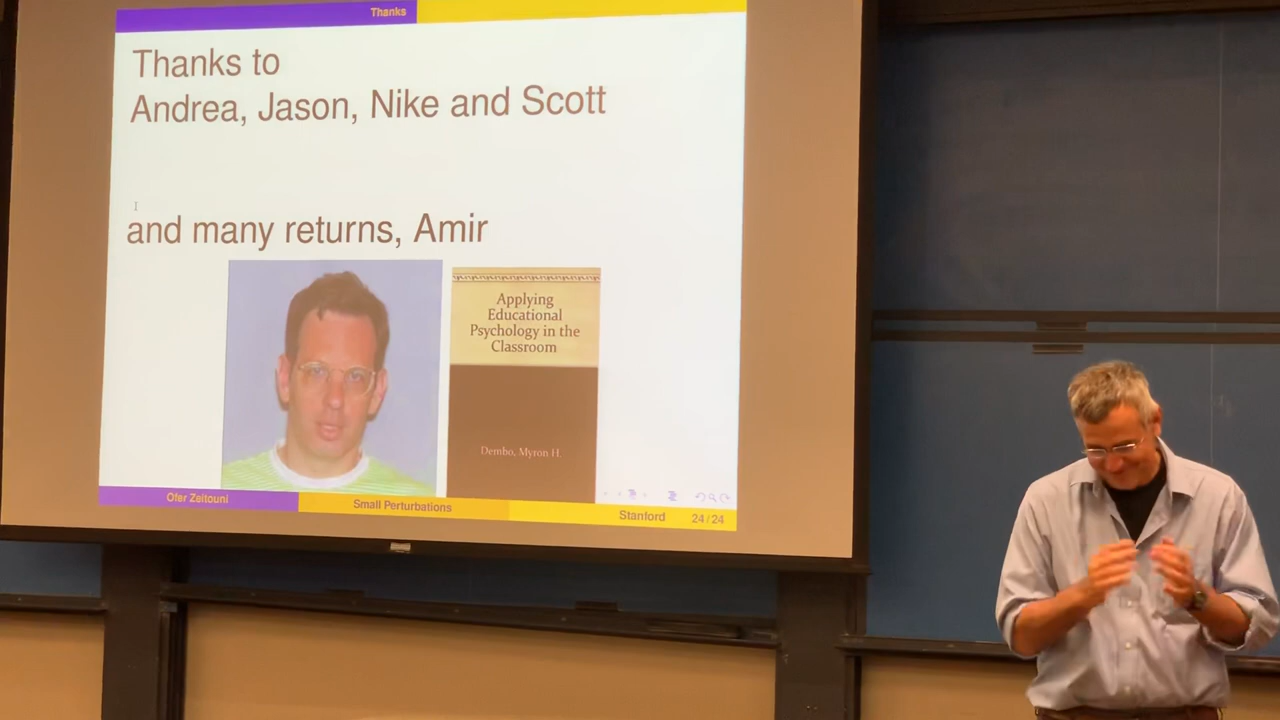 Thanks
Thanks to
Andrea, Jason, Nike and Scott
and many returns, Amir
Applying
Educational
Psychology in the
Classroom
Dembo, Myron H.
Ofer Zeitouni
Small Perturbations
Stanford
24/24